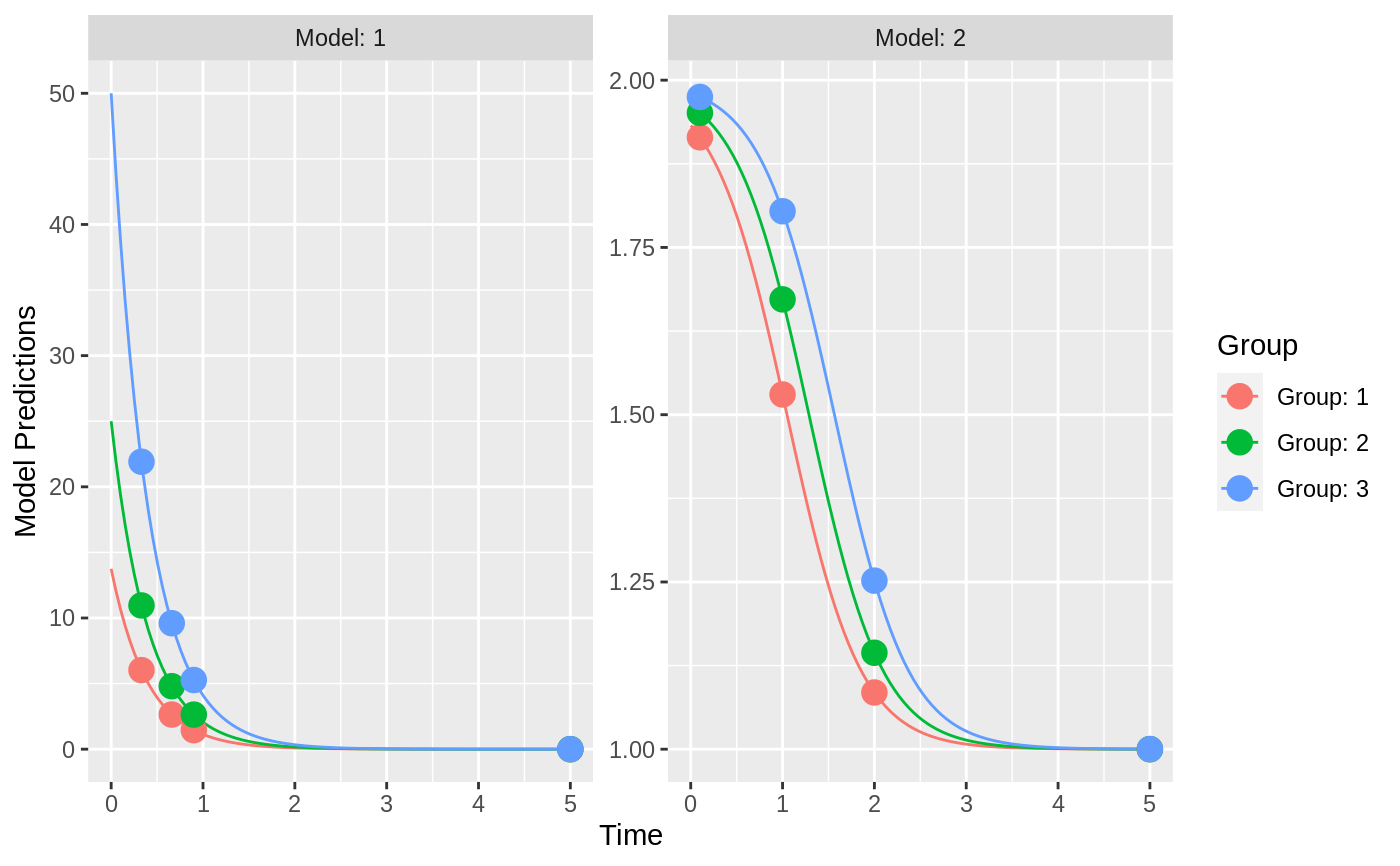 Model: 1
Model: 2
Model Predictions
50
40
30
20
10
0
2.00
1.75
1.50
1.25
1.00
0 1 2 3 4 5
0 1 2 3 4 5
Time
Group
Group: 1
Group: 2
Group: 3